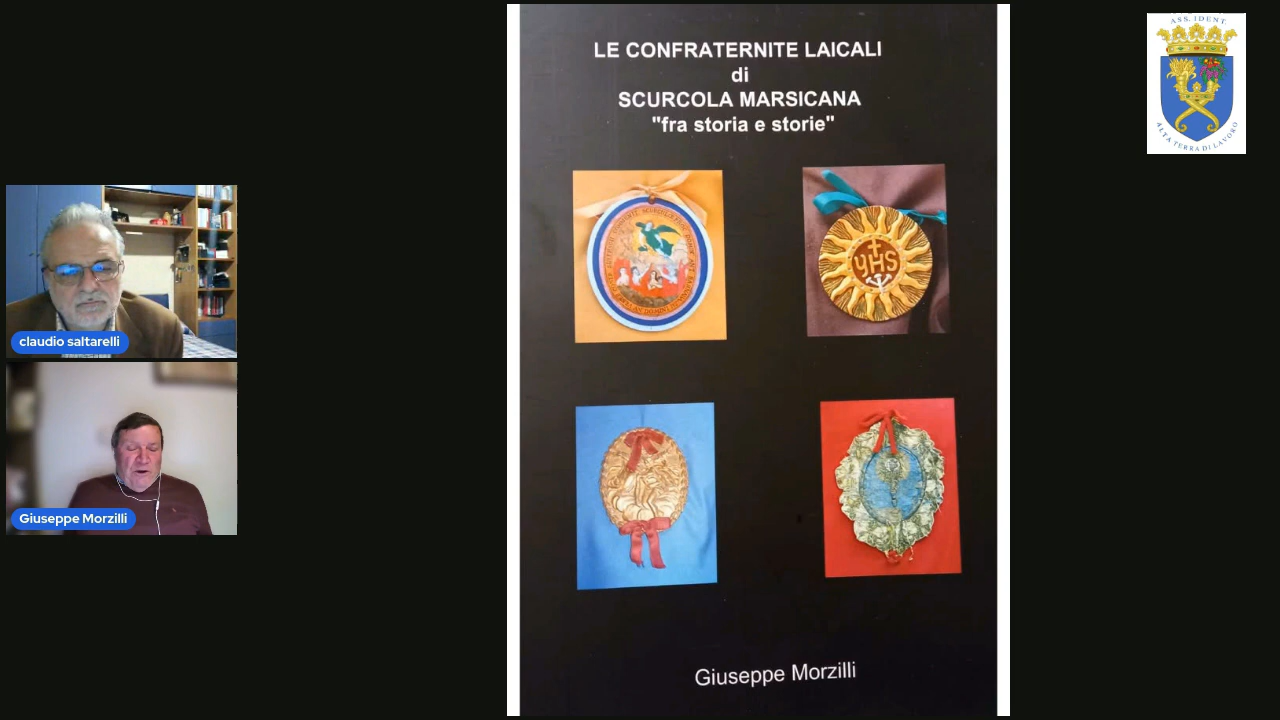 LE CONFRATERNITE LAICALI
di
SCURCOLA MARSICANA
"fra storia e storie"
YHS
Giuseppe Morzilli
claudio saltarelli
Giuseppe Morzilli
ASS. IDENT.
ALTA TERRA DI LAVORO